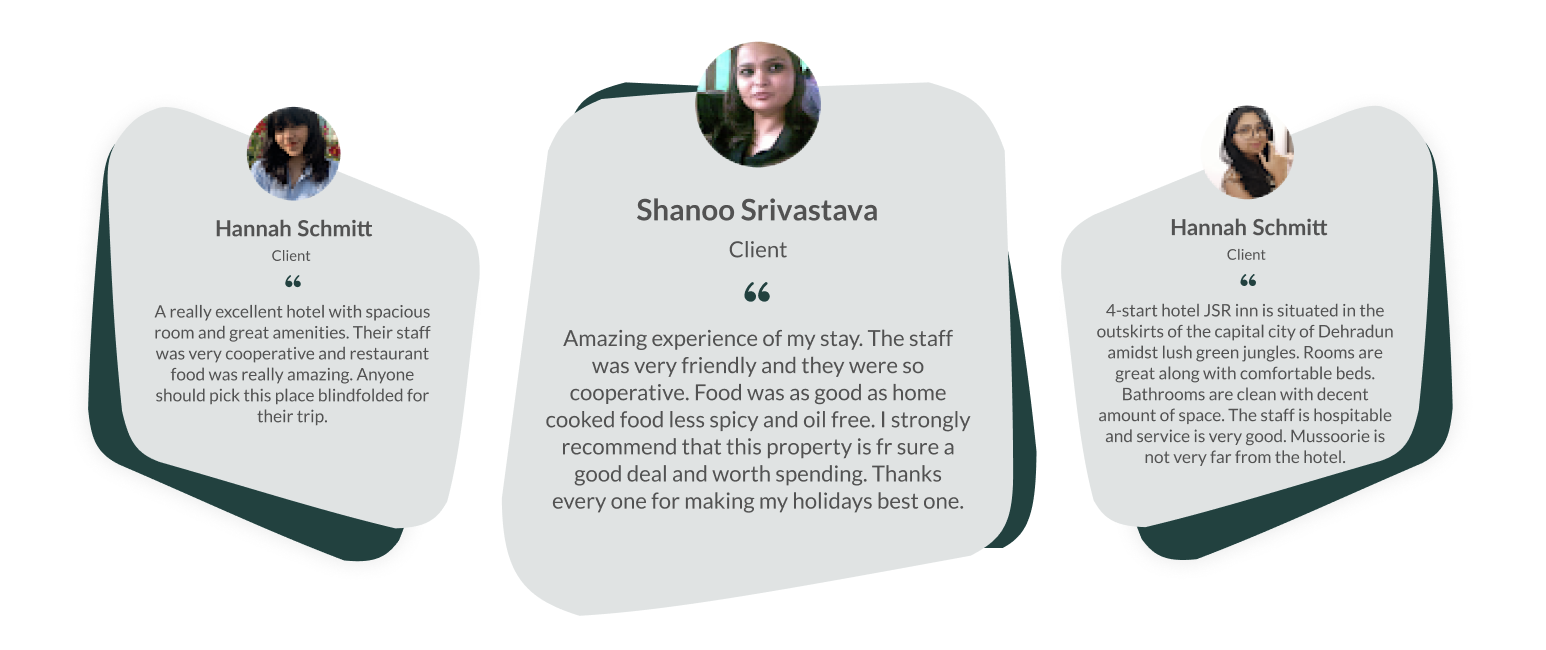 Hannah Schmitt
Client
“
A really excellent hotel with spacious
room and great amenities. Their staff
was very cooperative and restaurant
food was really amazing. Anyone
should pick this place blindfolded for
their trip.
Shanoo Srivastava
Client
“
Amazing experience of my stay. The staff
was very friendly and they were so
cooperative. Food was as good as home
cooked food less spicy and oil free. I strongly
recommend that this property is fr sure a
good deal and worth spending. Thanks
every one for making my holidays best one.
Hannah Schmitt
Client
“
4-start hotel JSR inn is situated in the
outskirts of the capital city of Dehradun
amidst lush green jungles. Rooms are
great along with comfortable beds.
Bathrooms are clean with decent
amount of space. The staff is hospitable
and service is very good. Mussoorie is
not very far from the hotel.